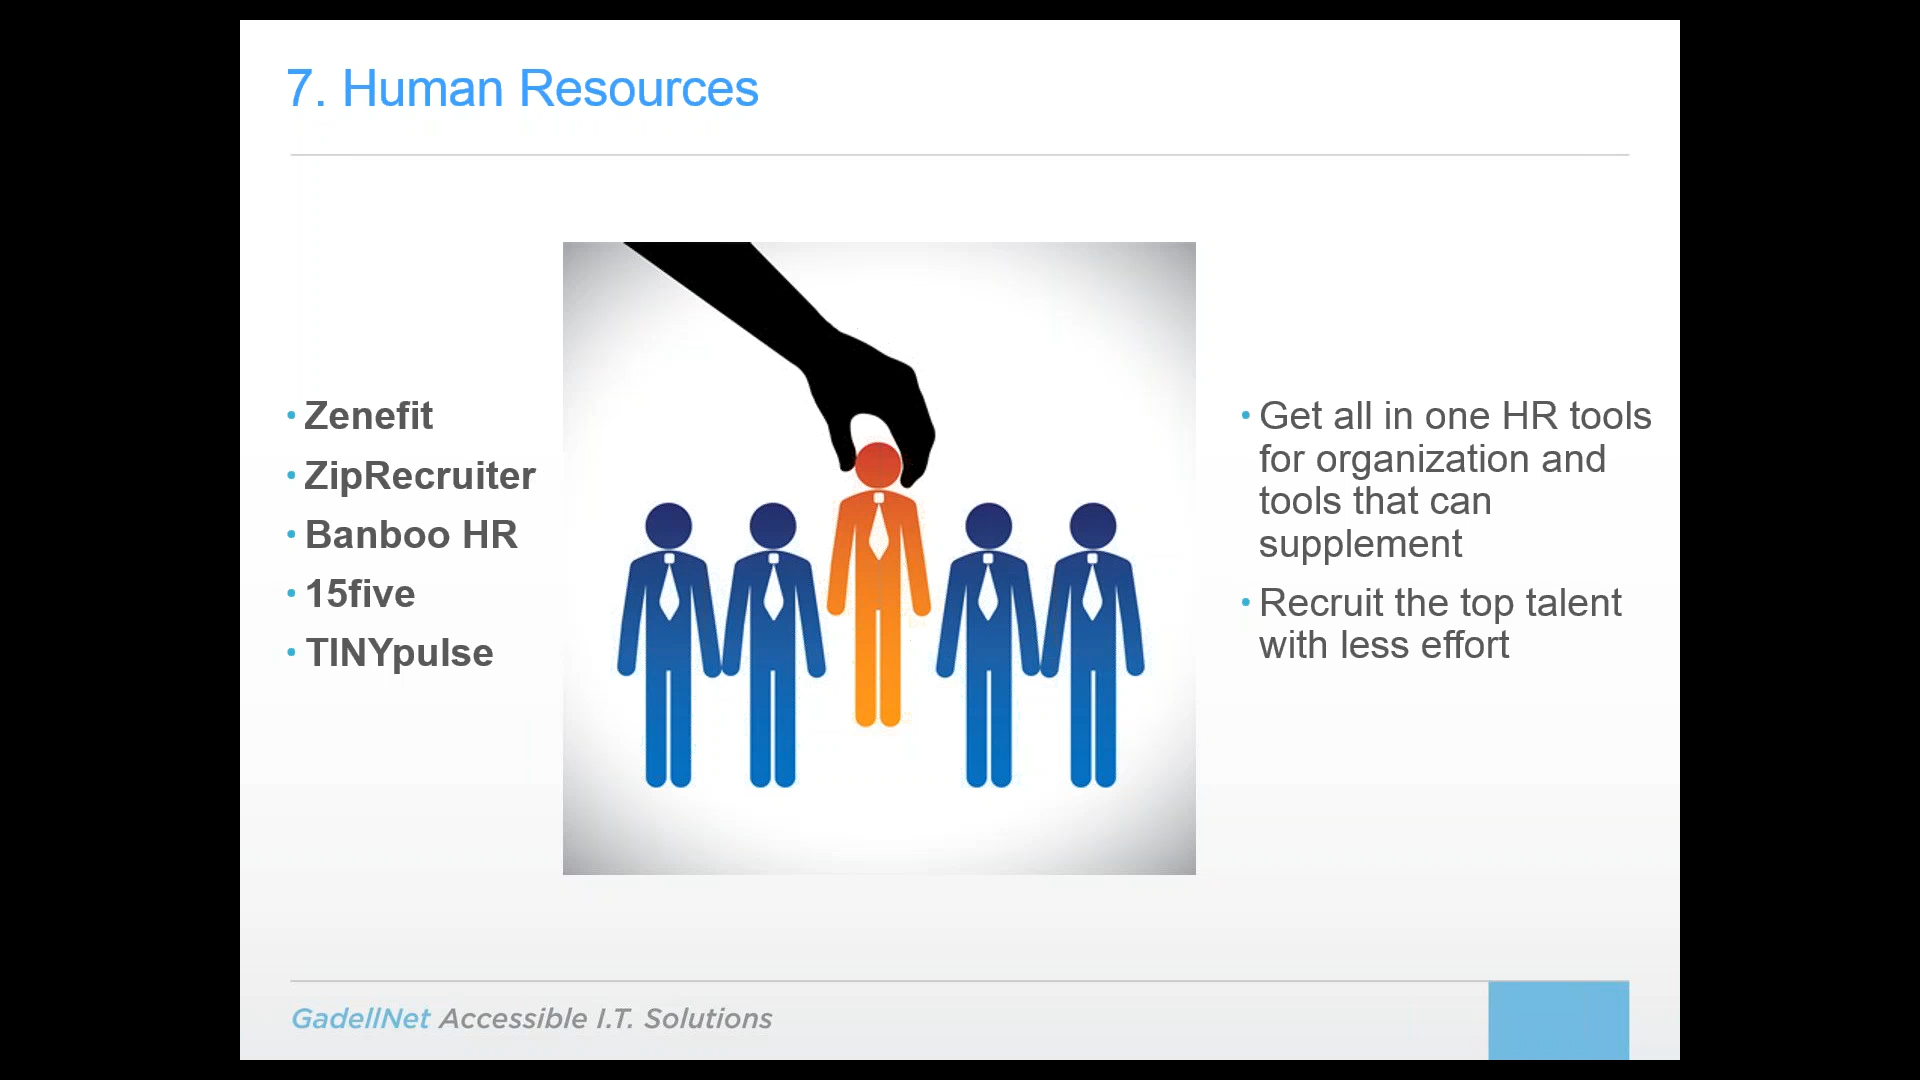 7. Human Resources
• Zenefit
• ZipRecruiter
• Banboo HR
• 15five
• TINYpulse
• Get all in one HR tools
for organization and
tools that can
supplement
• Recruit the top talent
with less effort
GadellNet Accessible I.T. Solutions